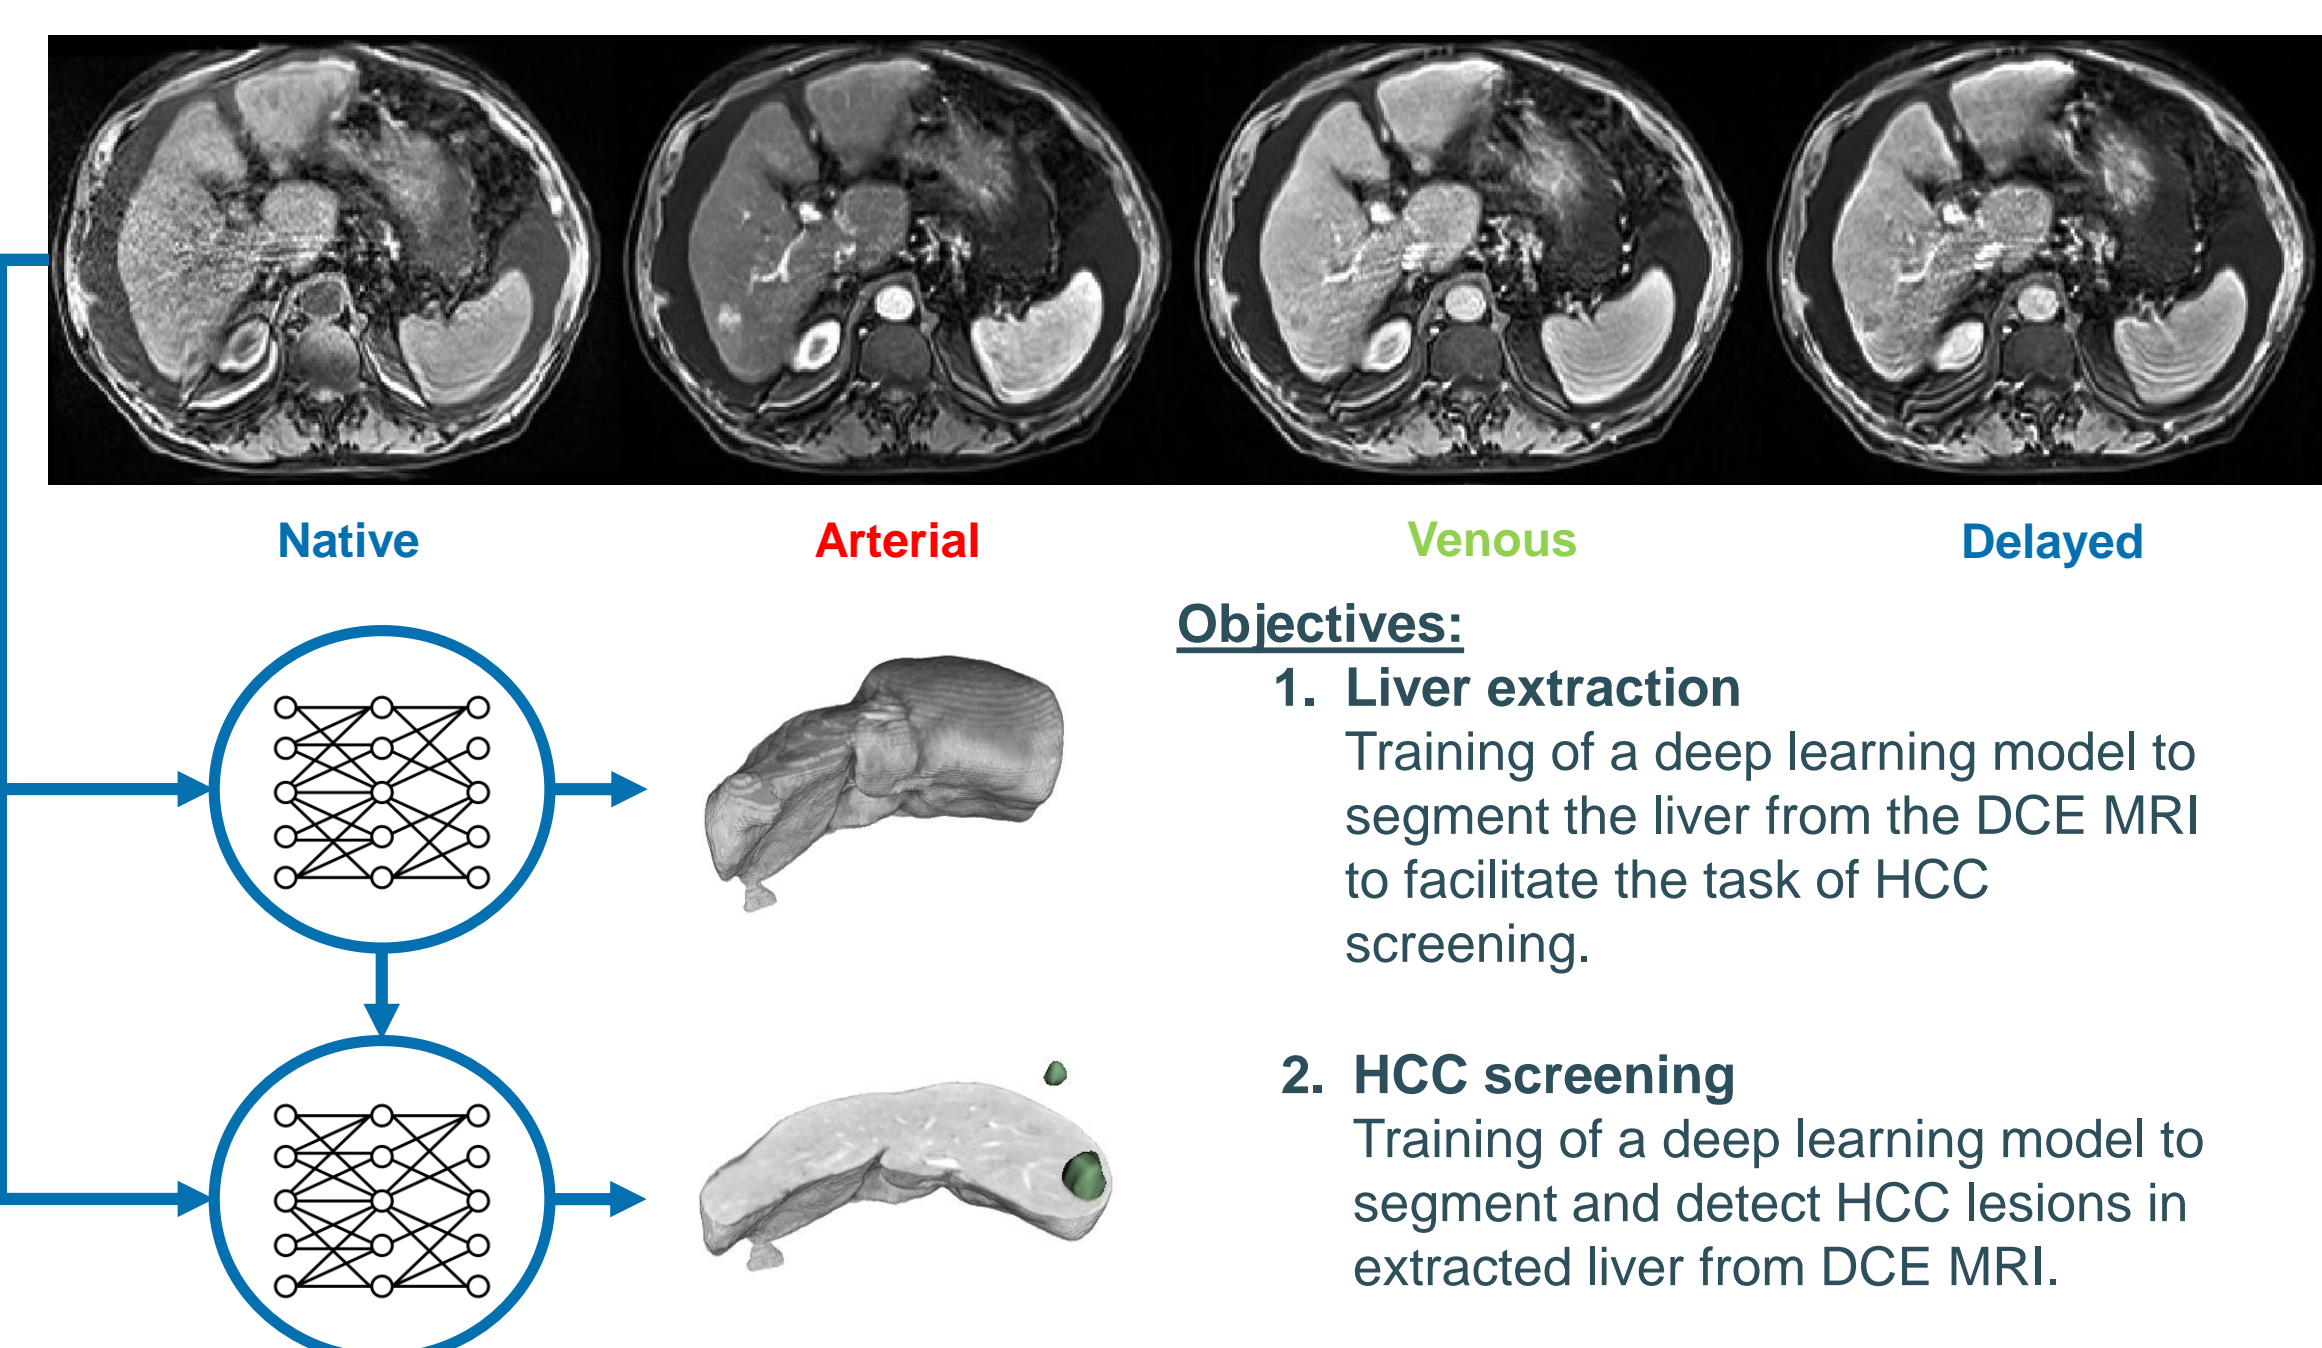 Native
Arterial
Venous
Delayed
Objectives:
1. Liver extraction
Training of a deep learning model to
segment the liver from the DCE MRI
to facilitate the task of HCC
screening.
2. HCC screening
Training of a deep learning model to
segment and detect HCC lesions in
extracted liver from DCE MRI.